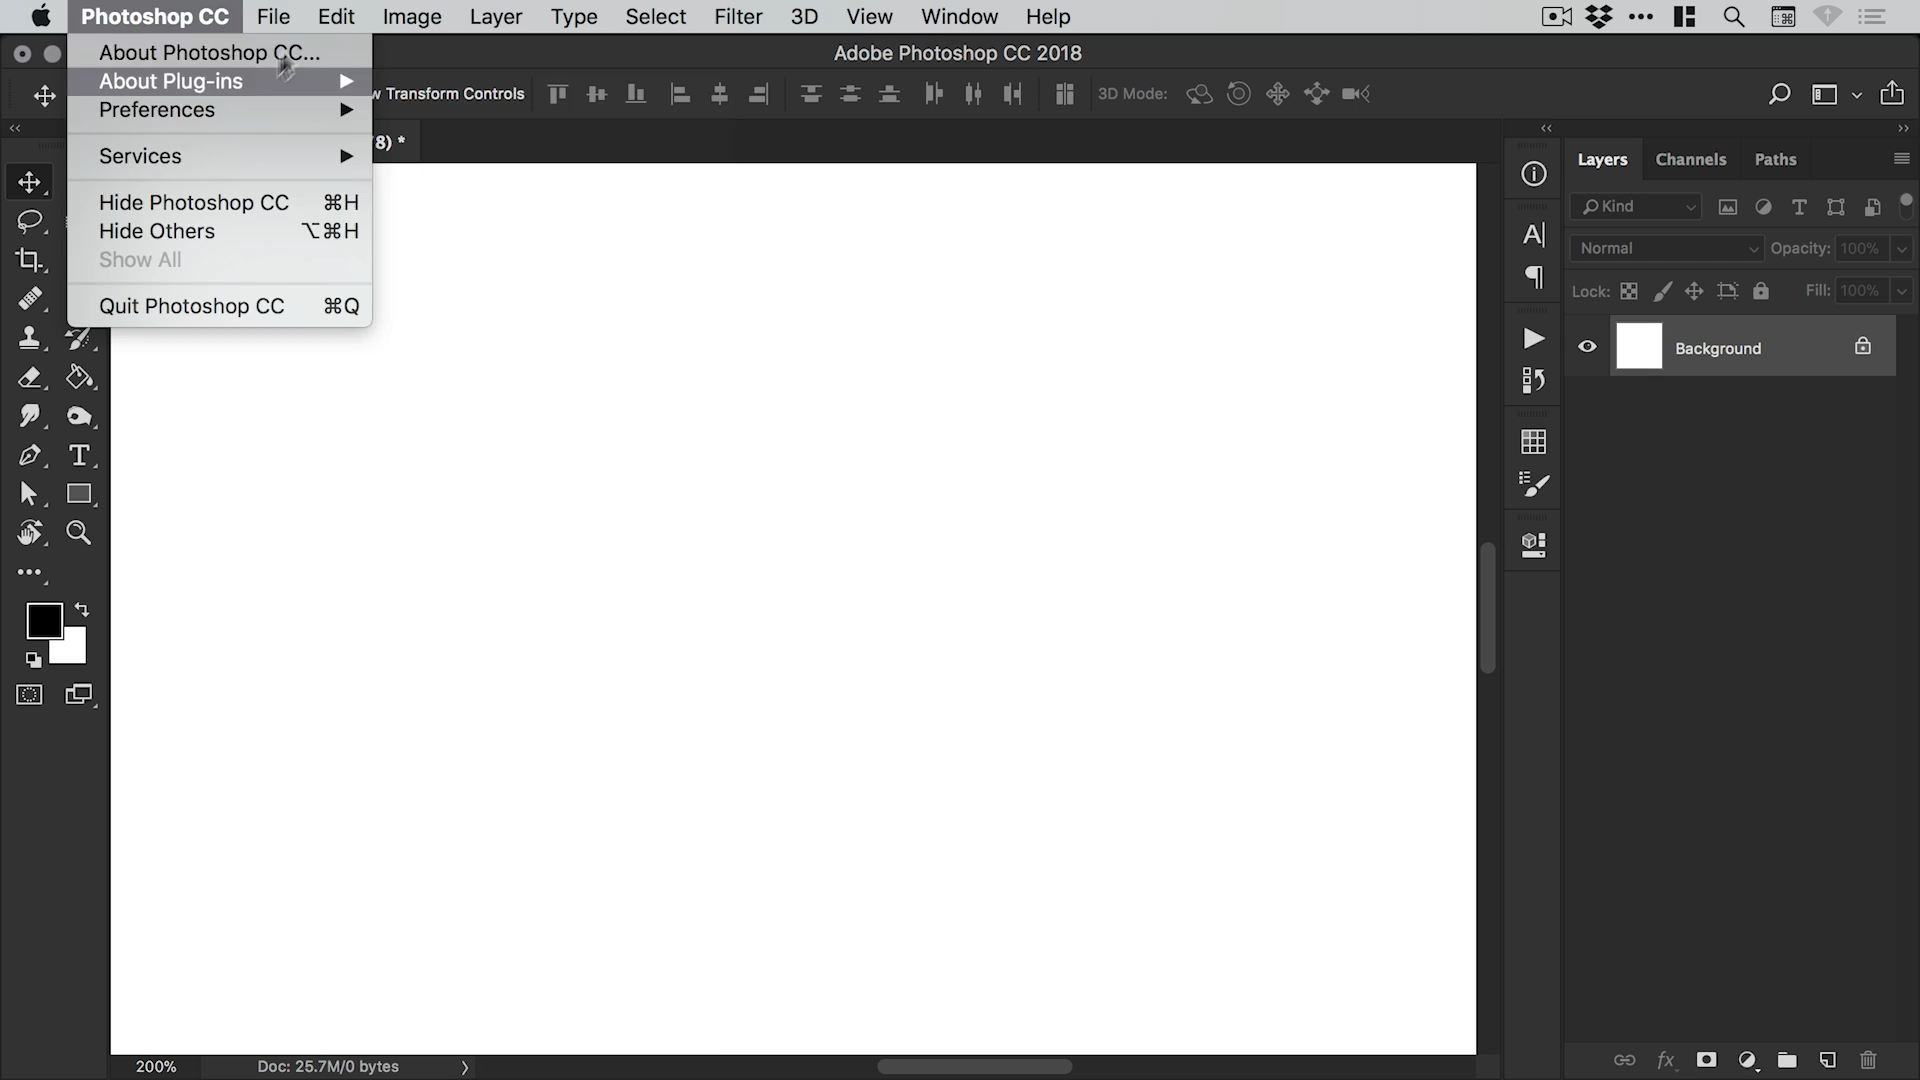 Photoshop CC File Edit Image Layer Type Select Filter 3D View Window Help
Adobe Photoshop CC 2018
About Photoshop CC...
About Plug-ins
Preferences
Services
Hide Photoshop CC ⌘H
Hide Others ⌥⌘H
Show All
Quit Photoshop CC ⌘Q
w Transform Controls
3D Mode:
8) *
Layers Channels Paths
Kind
Normal Opacity: 100%
Lock: Fill: 100%
Background
200% Doc: 25.7M/0 bytes